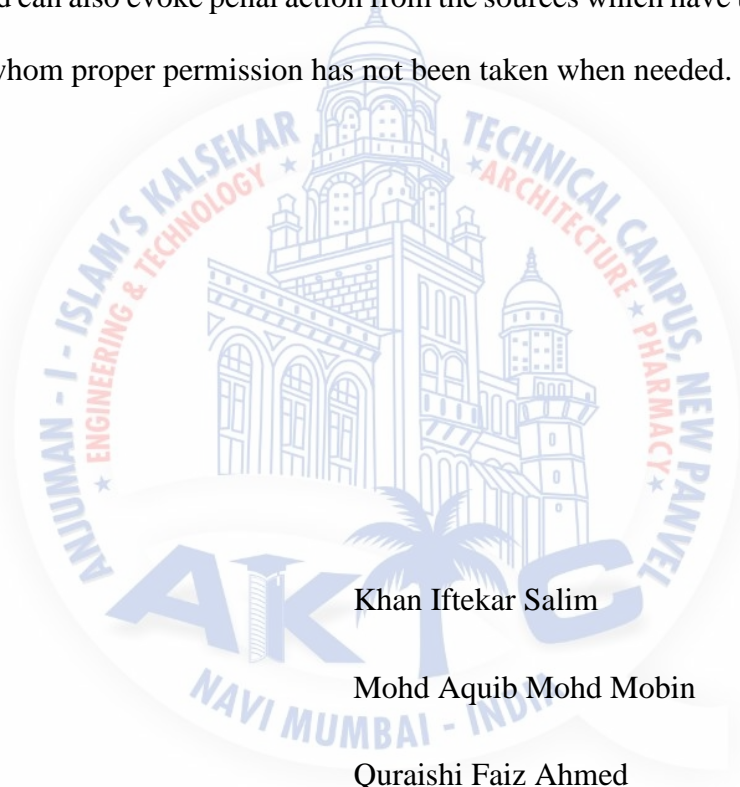 d can also evoke penal action from the sources which have
whom proper permission has not been taken when needed.
ANJUMAN - I - ISLAM'S KALSEKAR TECHNICAL CAMPUS, NEW PANVEL
★ ENGINEERING & TECHNOLOGY ★ ★ ARCHITECTURE ★ PHARMACY ★
AKTC
Khan Iftekar Salim
Mohd Aquib Mohd Mobin
NAVI MUMBAI - INDIA
Quraishi Faiz Ahmed